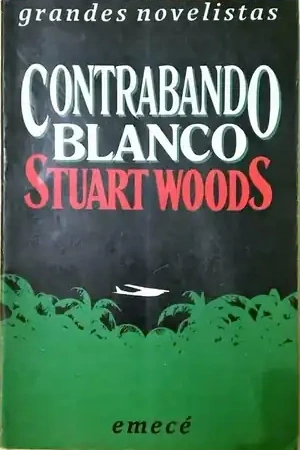 grandes novelistas
CONTRABANDO
BLANCO
STUART WOODS
emecé